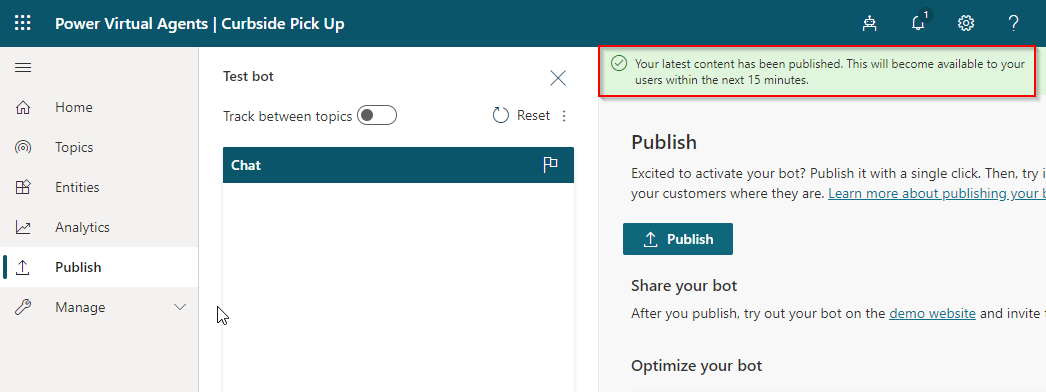 Power Virtual Agents | Curbside Pick Up
1
?
Home
Topics
Entities
Analytics
Publish
Manage
Test bot
Track between topics
Reset
Chat
Your latest content has been published. This will become available to your
users within the next 15 minutes.
Publish
Excited to activate your bot? Publish it with a single click. Then, try i
your customers where they are. Learn more about publishing your b
Publish
Share your bot
After you publish, try out your bot on the demo website and invite
Optimize your bot